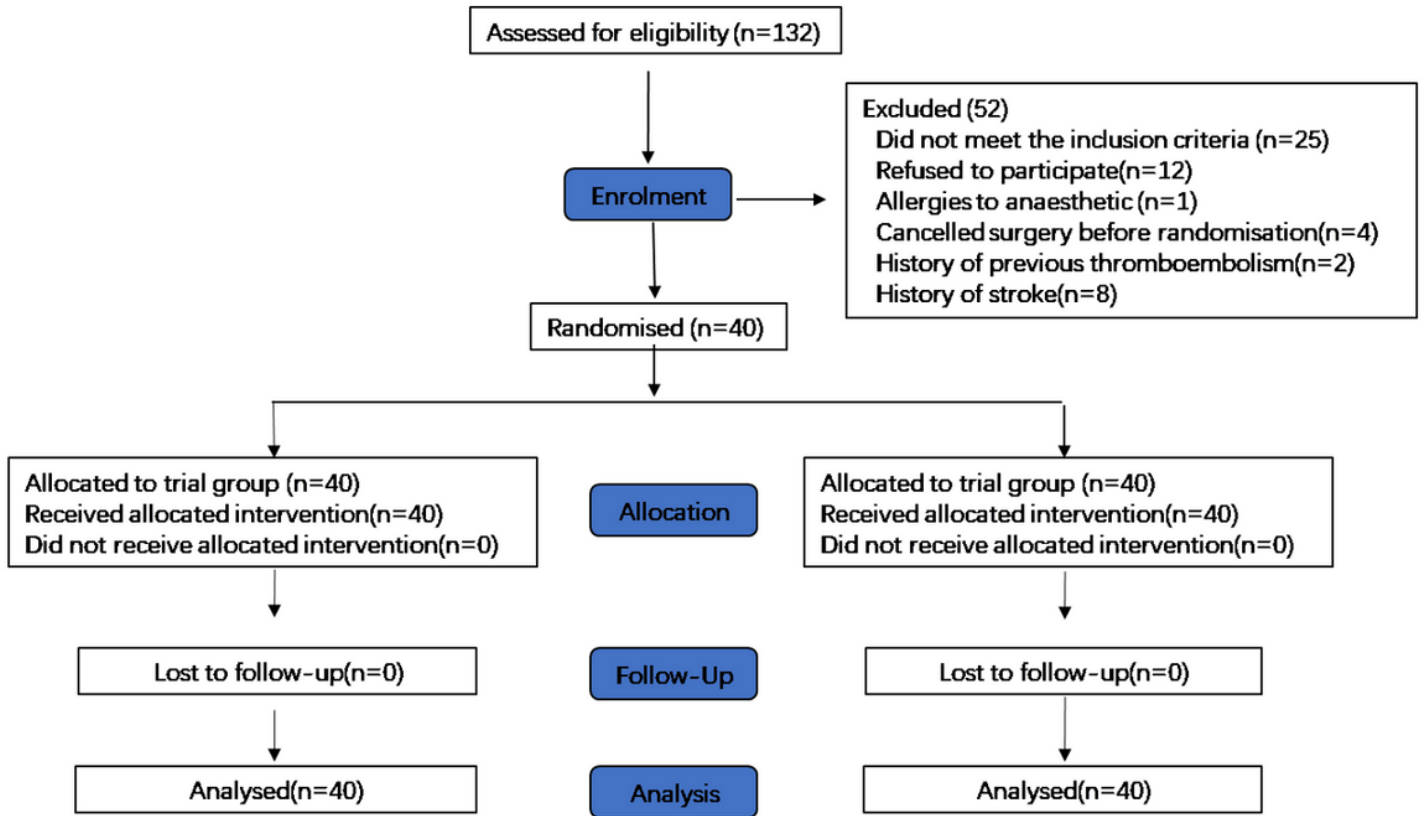 Assessed for eligibility (n=132)
Excluded (52)
Did not meet the inclusion criteria (n=25)
Refused to participate(n=12)
Allergies to anaesthetic (n=1)
Cancelled surgery before randomisation(n=4)
History of previous thromboembolism(n=2)
History of stroke(n=8)
Enrolment
Randomised (n=40)
Allocated to trial group (n=40)
Received allocated intervention(n=40)
Did not receive allocated intervention(n=0)
Allocation
Allocated to trial group (n=40)
Received allocated intervention(n=40)
Did not receive allocated intervention(n=0)
Lost to follow-up(n=0)
Follow-Up
Lost to follow-up(n=0)
Analysed(n=40)
Analysis
Analysed(n=40)